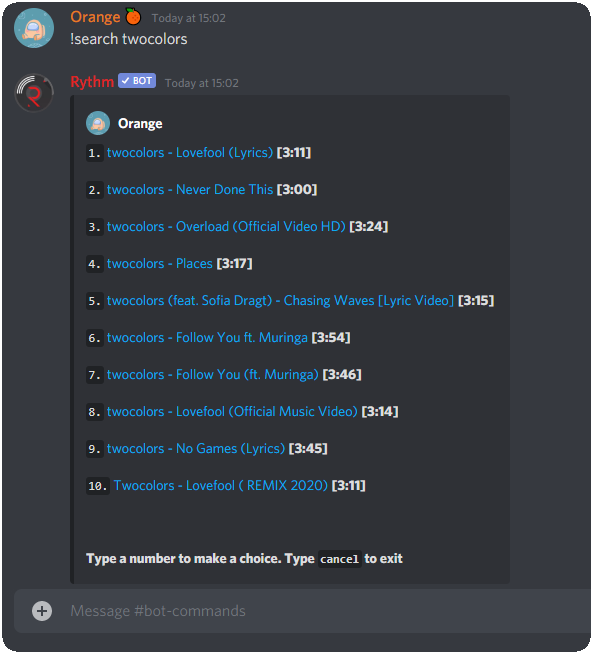 Orange 🍊 Today at 15:02
!search twocolors
Rythm ✓ BOT Today at 15:02
Orange
1. twocolors - Lovefool (Lyrics) [3:11]
2. twocolors - Never Done This [3:00]
3. twocolors - Overload (Official Video HD) [3:24]
4. twocolors - Places [3:17]
5. twocolors (feat. Sofia Dragt) - Chasing Waves [Lyric Video] [3:15]
6. twocolors - Follow You ft. Muringa [3:54]
7. twocolors - Follow You (ft. Muringa) [3:46]
8. twocolors - Lovefool (Official Music Video) [3:14]
9. twocolors - No Games (Lyrics) [3:45]
10. Twocolors - Lovefool ( REMIX 2020) [3:11]
Type a number to make a choice. Type cancel to exit
Message #bot-commands